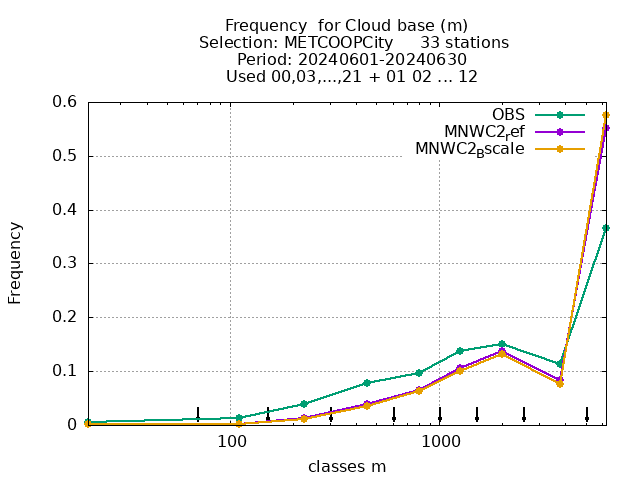 Frequency  for Cloud base (m)
Selection: METCOOPCity     33 stations
Period: 20240601-20240630
Used 00,03,...,21 + 01 02 ... 12
0.6
0.5
0.4
0.3
0.2
0.1
0
Frequency
OBS
MNWC2ref
MNWC2Bscale
100
1000
classes m